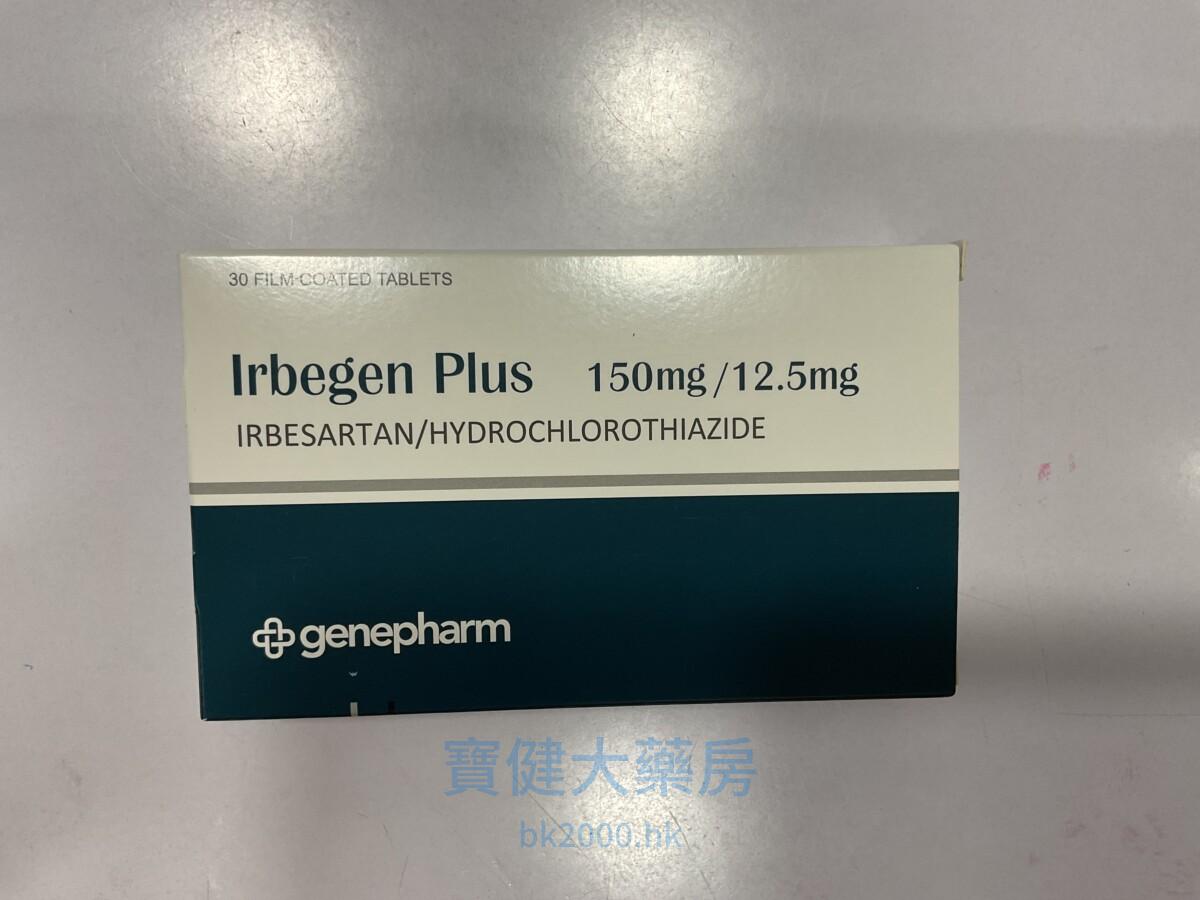 30 FILM-COATED TABLETS
Irbegen Plus 150mg/12.5mg
IRBESARTAN/HYDROCHLOROTHIAZIDE
genepharm
寶健大藥房
bk2000.hk